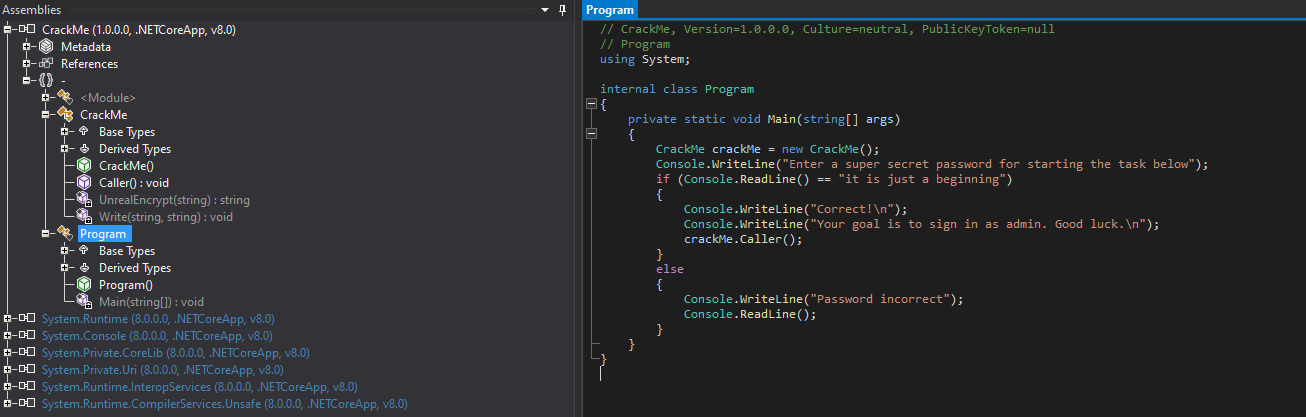 Assemblies
CrackMe (1.0.0.0, .NETCoreApp, v8.0)
Metadata
References
{} -
<Module>
CrackMe
Base Types
Derived Types
CrackMe()
Caller() : void
UnrealEncrypt(string) : string
Write(string, string) : void
Program
Base Types
Derived Types
Program()
Main(string[]) : void
System.Runtime (8.0.0.0, .NETCoreApp, v8.0)
System.Console (8.0.0.0, .NETCoreApp, v8.0)
System.Private.CoreLib (8.0.0.0, .NETCoreApp, v8.0)
System.Private.Uri (8.0.0.0, .NETCoreApp, v8.0)
System.Runtime.InteropServices (8.0.0.0, .NETCoreApp, v8.0)
System.Runtime.CompilerServices.Unsafe (8.0.0.0, .NETCoreApp, v8.0)
Program
// CrackMe, Version=1.0.0.0, Culture=neutral, PublicKeyToken=null
// Program
using System;
internal class Program
{
    private static void Main(string[] args)
    {
        CrackMe crackMe = new CrackMe();
        Console.WriteLine("Enter a super secret password for starting the task below");
        if (Console.ReadLine() == "it is just a beginning")
        {
            Console.WriteLine("Correct!\n");
            Console.WriteLine("Your goal is to sign in as admin. Good luck.\n");
            crackMe.Caller();
        }
        else
        {
            Console.WriteLine("Password incorrect");
            Console.ReadLine();
        }
    }
}